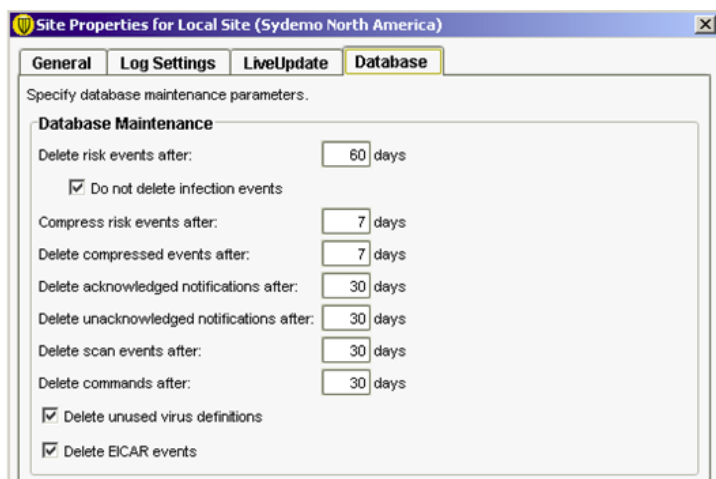 Site Properties for Local Site (Sydemo North America)
General Log Settings LiveUpdate Database
Specify database maintenance parameters.
Database Maintenance
Delete risk events after: 60 days
Do not delete infection events
Compress risk events after: 7 days
Delete compressed events after: 7 days
Delete acknowledged notifications after: 30 days
Delete unacknowledged notifications after: 30 days
Delete scan events after: 30 days
Delete commands after: 30 days
Delete unused virus definitions
Delete EICAR events